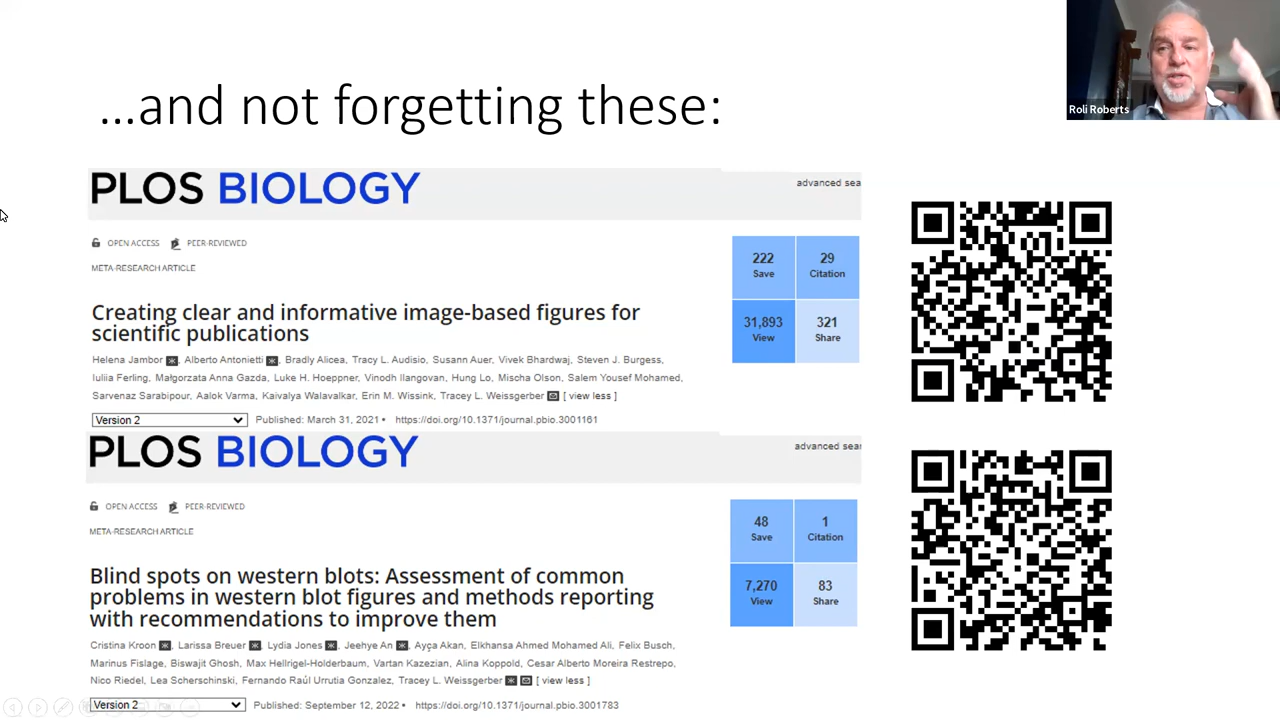 Roli Roberts
...and not forgetting these:
PLOS BIOLOGY
advanced sea
OPEN ACCESS PEER-REVIEWED
META-RESEARCH ARTICLE
222 29
Save Citation
31,893 321
View Share
Creating clear and informative image-based figures for
scientific publications
Helena Jambor, Alberto Antonietti, Bradly Alicea, Tracy L. Audisio, Susann Auer, Vivek Bhardwaj, Steven J. Burgess,
Iuliia Ferling, Małgorzata Anna Gazda, Luke H. Hoeppner, Vinodh Ilangovan, Hung Lo, Mischa Olson, Salem Yousef Mohamed,
Sarvenaz Sarabipour, Aalok Varma, Kaivalya Walavalkar, Erin M. Wissink, Tracey L. Weissgerber [ view less ]
Version 2 Published: March 31, 2021 • https://doi.org/10.1371/journal.pbio.3001161
PLOS BIOLOGY
advanced sea
OPEN ACCESS PEER-REVIEWED
META-RESEARCH ARTICLE
48 1
Save Citation
7,270 83
View Share
Blind spots on western blots: Assessment of common
problems in western blot figures and methods reporting
with recommendations to improve them
Cristina Kroon, Larissa Breuer, Lydia Jones, Jeehye An, Ayça Akan, Elkhansa Ahmed Mohamed Ali, Felix Busch,
Marinus Fislage, Biswajit Ghosh, Max Hellrigel-Holderbaum, Vartan Kazezian, Alina Koppold, Cesar Alberto Moreira Restrepo,
Nico Riedel, Lea Scherschinski, Fernando Raúl Urrutia Gonzalez, Tracey L. Weissgerber [ view less ]
Version 2 Published: September 12, 2022 • https://doi.org/10.1371/journal.pbio.3001783